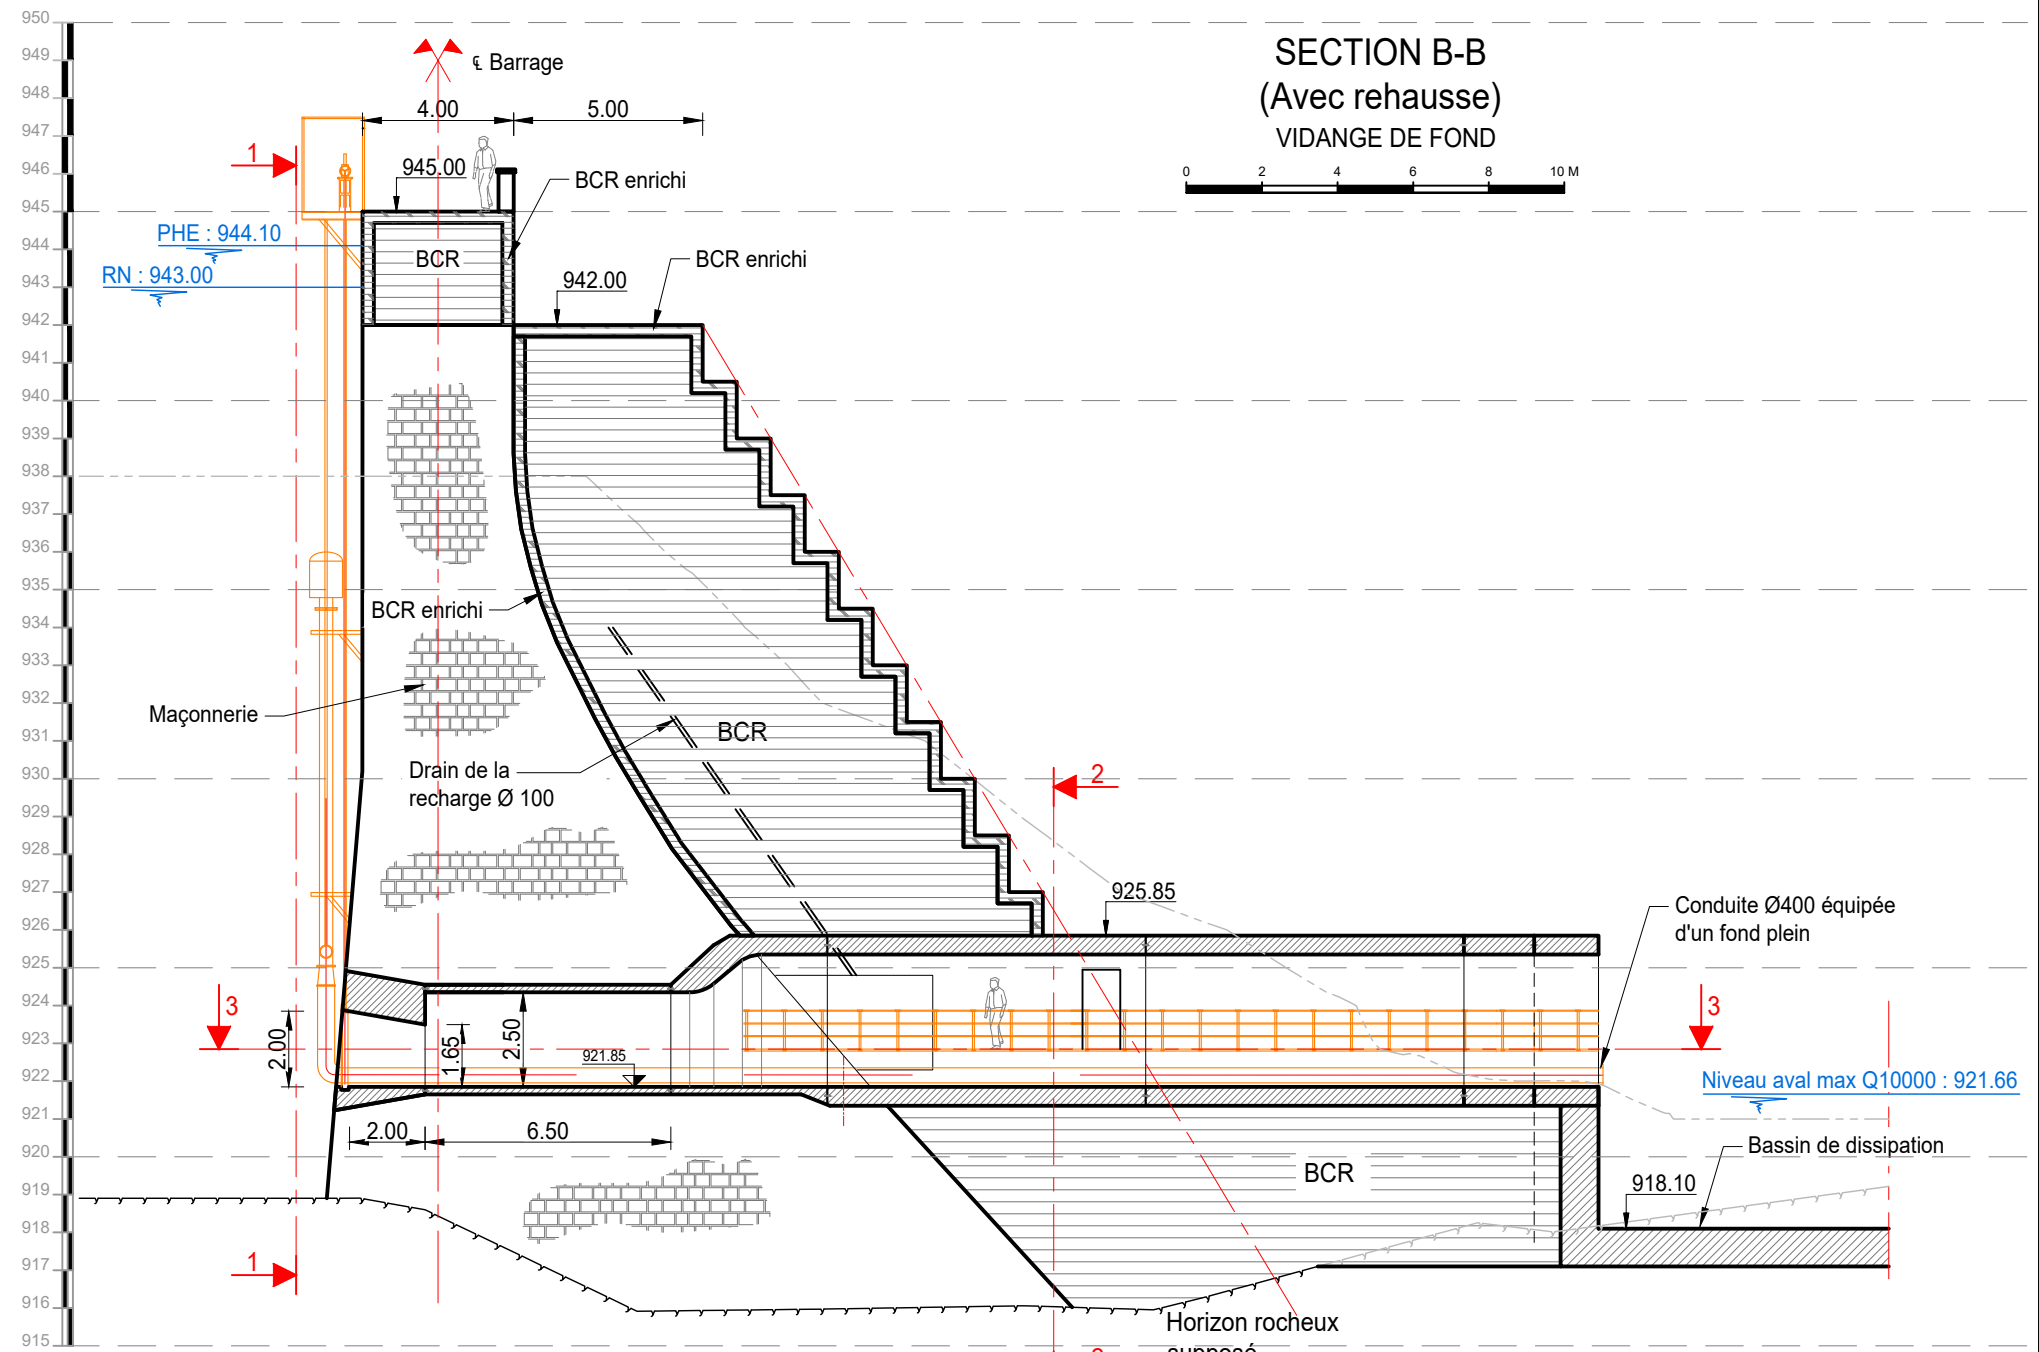 950
949
948
947
946
945
944
943
942
941
940
939
938
937
936
935
934
933
932
931
930
929
928
927
926
925
924
923
922
921
920
919
918
917
916
915
SECTION B-B
(Avec rehausse)
VIDANGE DE FOND
0 2 4 6 8 10 M
℄ Barrage
4.00 5.00
1
945.00
BCR enrichi
PHE : 944.10
BCR
BCR enrichi
RN : 943.00
942.00
BCR enrichi
Maçonnerie
BCR
Drain de la
recharge Ø 100
2
925.85
Conduite Ø400 équipée
d'un fond plein
3
3
2.00
1.65
2.50
921.85
Niveau aval max Q10000 : 921.66
2.00 6.50
Bassin de dissipation
BCR
918.10
1
Horizon rocheux
supposé